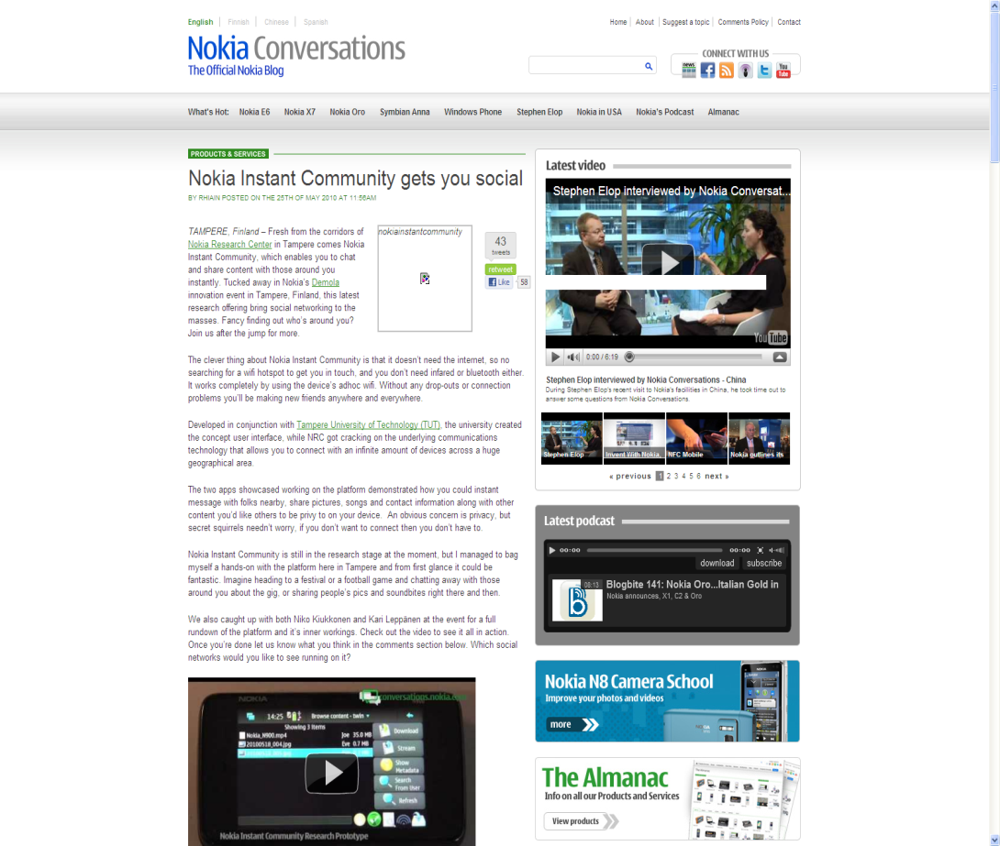 English Finnish Chinese Spanish
Home About Suggest a topic Comments Policy Contact
Nokia Conversations
The Official Nokia Blog
CONNECT WITH US
news
You Tube
What's Hot: Nokia E6 Nokia X7 Nokia Oro Symbian Anna Windows Phone Stephen Elop Nokia in USA Nokia's Podcast Almanac
PRODUCTS & SERVICES
Nokia Instant Community gets you social
BY RHIAIN POSTED ON THE 25TH OF MAY 2010 AT 11:56AM
TAMPERE, Finland – Fresh from the corridors of
Nokia Research Center in Tampere comes Nokia
Instant Community, which enables you to chat
and share content with those around you
instantly. Tucked away in Nokia's Demola
innovation event in Tampere, Finland, this latest
research offering bring social networking to the
masses. Fancy finding out who's around you?
Join us after the jump for more.
nokiainstantcommunity
43
tweets
retweet
Like 58
The clever thing about Nokia Instant Community is that it doesn't need the internet, so no
searching for a wifi hotspot to get you in touch, and you don't need infared or bluetooth either.
It works completely by using the device's adhoc wifi. Without any drop-outs or connection
problems you'll be making new friends anywhere and everywhere.
Developed in conjunction with Tampere University of Technology (TUT), the university created
the concept user interface, while NRC got cracking on the underlying communications
technology that allows you to connect with an infinite amount of devices across a huge
geographical area.
The two apps showcased working on the platform demonstrated how you could instant
message with folks nearby, share pictures, songs and contact information along with other
content you'd like others to be privy to on your device. An obvious concern is privacy, but
secret squirrels needn't worry, if you don't want to connect then you don't have to.
Nokia Instant Community is still in the research stage at the moment, but I managed to bag
myself a hands-on with the platform here in Tampere and from first glance it could be
fantastic. Imagine heading to a festival or a football game and chatting away with those
around you about the gig, or sharing people's pics and soundbites right there and then.
We also caught up with both Niko Kiukkonen and Kari Leppänen at the event for a full
rundown of the platform and it's inner workings. Check out the video to see it all in action.
Once you're done let us know what you think in the comments section below. Which social
networks would you like to see running on it?
NOKIA
conversations.nokia.com
14:25 Browse content - twin
Showing 3 items
Nokia_N900.mp4 Joe 35.0 MB
20100518_004.jpg Eve 0.7 MB
Download
Stream
Show Metadata
Search From User
Refresh
Nokia Instant Community Research Prototype
Latest video
Stephen Elop interviewed by Nokia Conversat...
YouTube
0:00 / 6:19
Stephen Elop interviewed by Nokia Conversations - China
During Stephen Elop's recent visit to Nokia's facilities in China, he took time out to
answer some questions from Nokia Conversations.
Stephen Elop Invent With Nokia, NFC Mobile Nokia outlines its
« previous 1 2 3 4 5 6 next »
Latest podcast
00:00 00:00
download subscribe
08:13
Blogbite 141: Nokia Oro...Italian Gold in
Nokia announces, X1, C2 & Oro
b
Nokia N8 Camera School
Improve your photos and videos
more
NOKIA
The Almanac
Info on all our Products and Services
View products